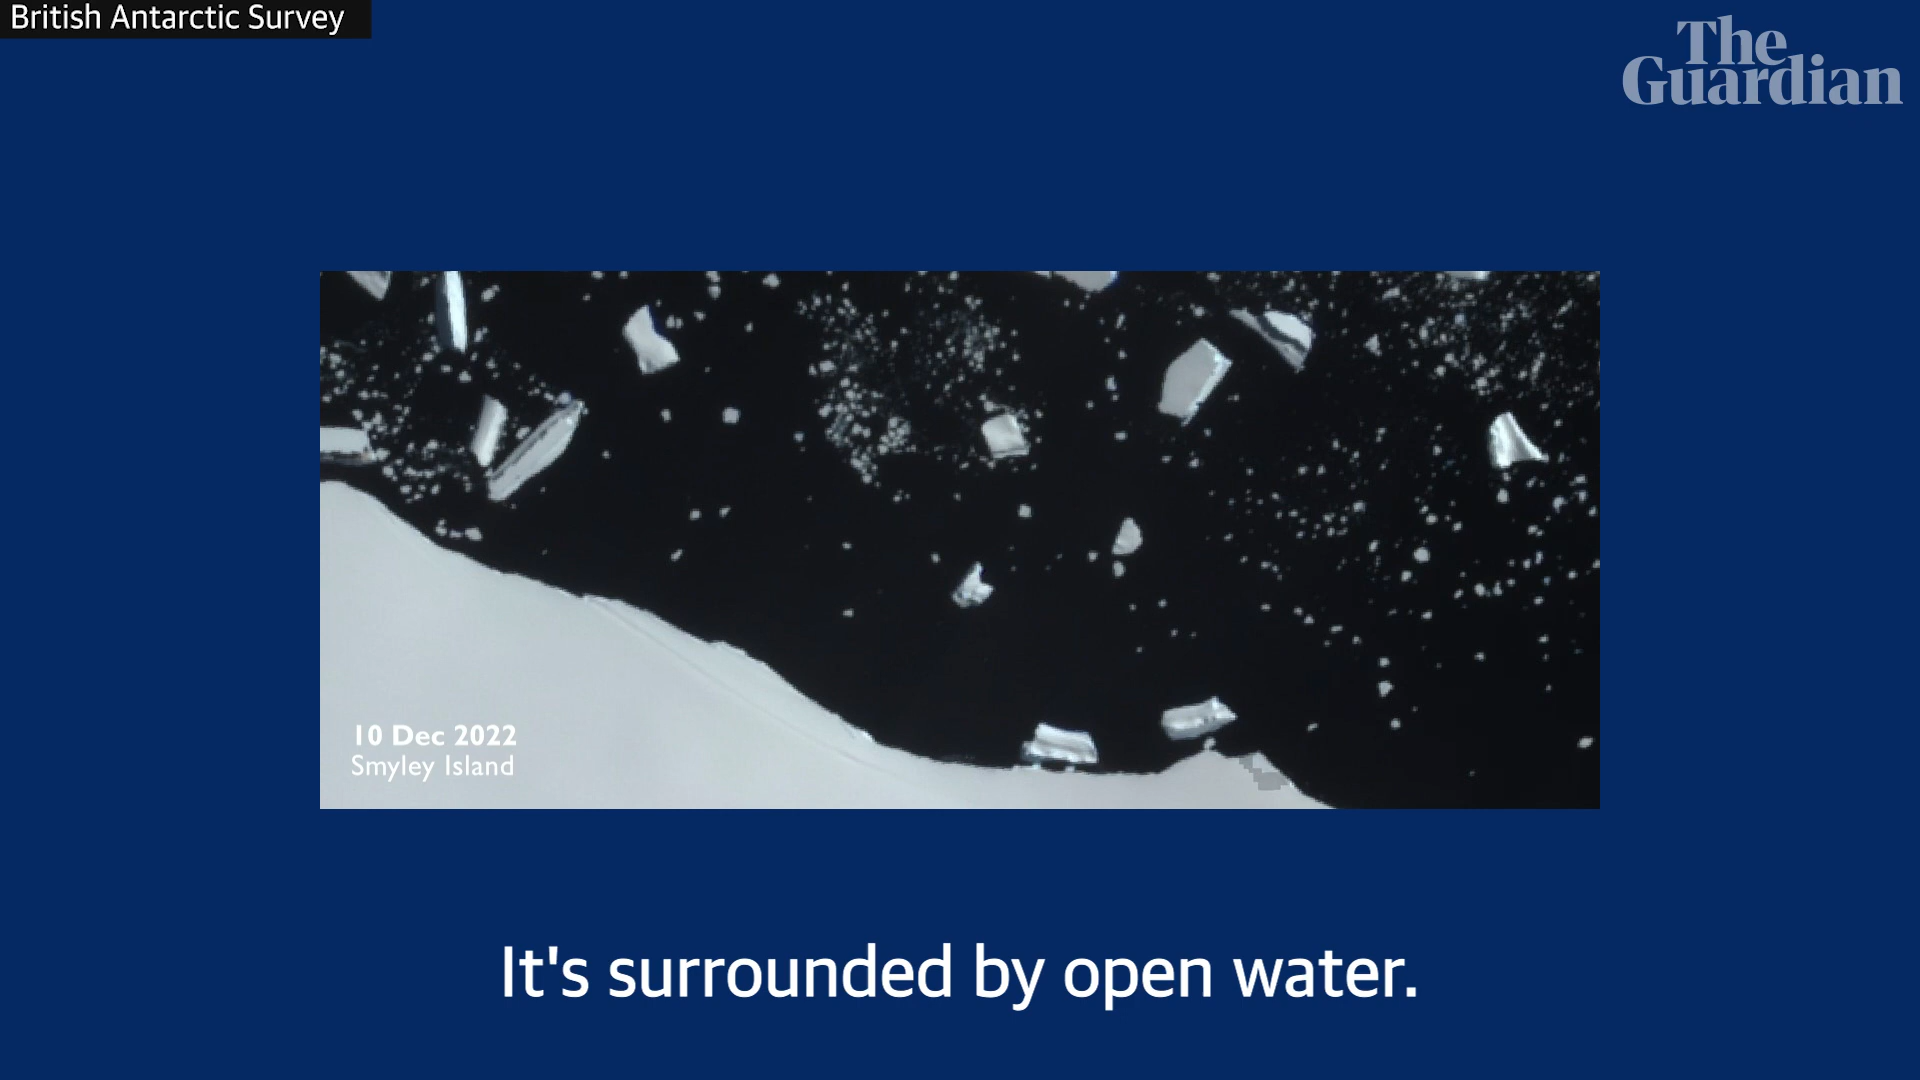 British Antarctic Survey
The
Guardian
10 Dec 2022
Smyley Island
It's surrounded by open water.